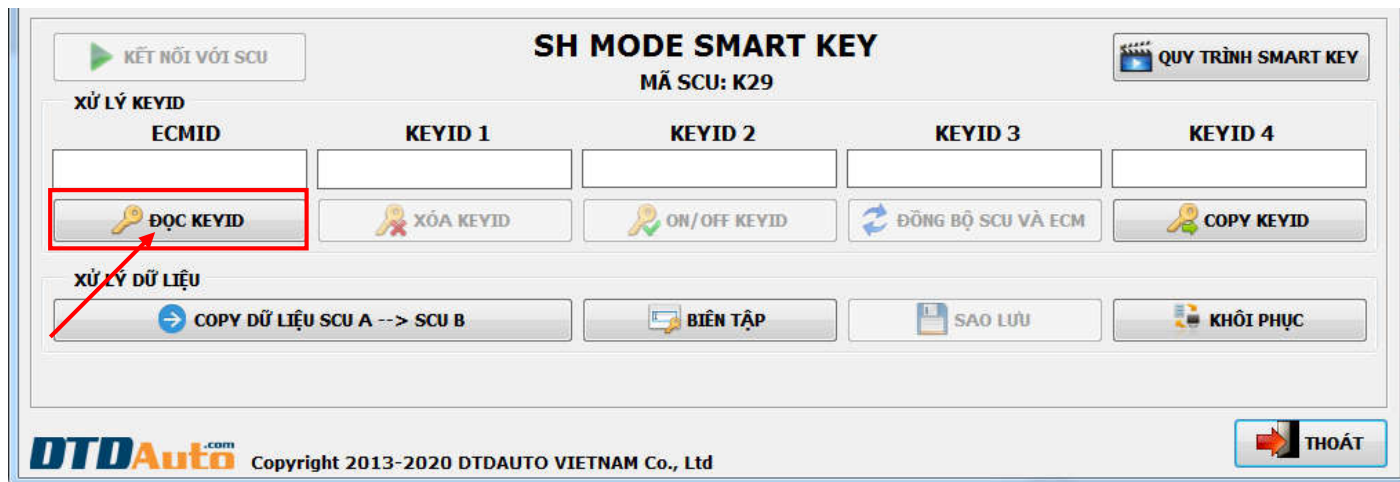 KẾT NỐI VỚI SCU
SH MODE SMART KEY
QUY TRÌNH SMART KEY
MÃ SCU: K29
XỬ LÝ KEYID
ECMID KEYID 1 KEYID 2 KEYID 3 KEYID 4
ĐỌC KEYID XÓA KEYID ON/OFF KEYID ĐỒNG BỘ SCU VÀ ECM COPY KEYID
XỬ LÝ DỮ LIỆU
COPY DỮ LIỆU SCU A --> SCU B BIÊN TẬP SAO LƯU KHÔI PHỤC
DTDAuto.com Copyright 2013-2020 DTDAUTO VIETNAM Co., Ltd THOÁT